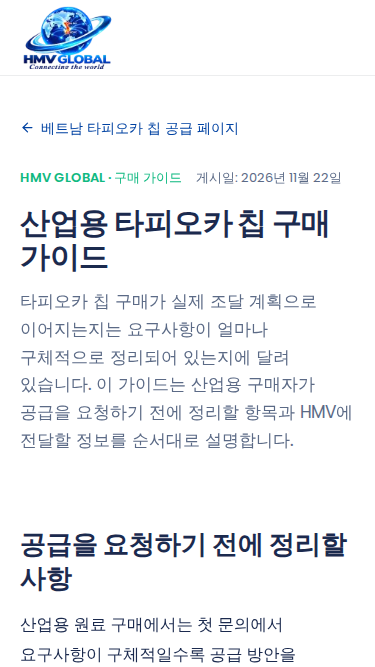 HMV GLOBAL
Connecting the world
← 베트남 타피오카 칩 공급 페이지
HMV GLOBAL · 구매 가이드 게시일: 2026년 11월 22일
산업용 타피오카 칩 구매
가이드
타피오카 칩 구매가 실제 조달 계획으로
이어지는지는 요구사항이 얼마나
구체적으로 정리되어 있는지에 달려
있습니다. 이 가이드는 산업용 구매자가
공급을 요청하기 전에 정리할 항목과 HMV에
전달할 정보를 순서대로 설명합니다.
공급을 요청하기 전에 정리할
사항
산업용 원료 구매에서는 첫 문의에서
요구사항이 구체적일수록 공급 방안을